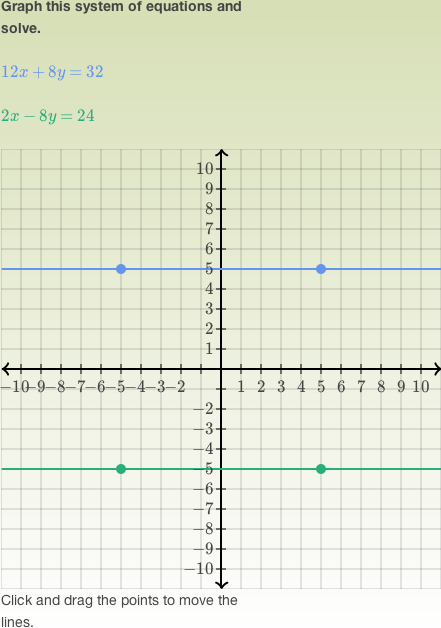 Graph this system of equations and
solve.
12x + 8y = 32
2x − 8y = 24
10
9
8
7
6
5
4
3
2
1
−10 −9 −8 −7 −6 −5 −4 −3 −2 1 2 3 4 5 6 7 8 9 10
−2
−3
−4
−5
−6
−7
−8
−9
−10
Click and drag the points to move the
lines.